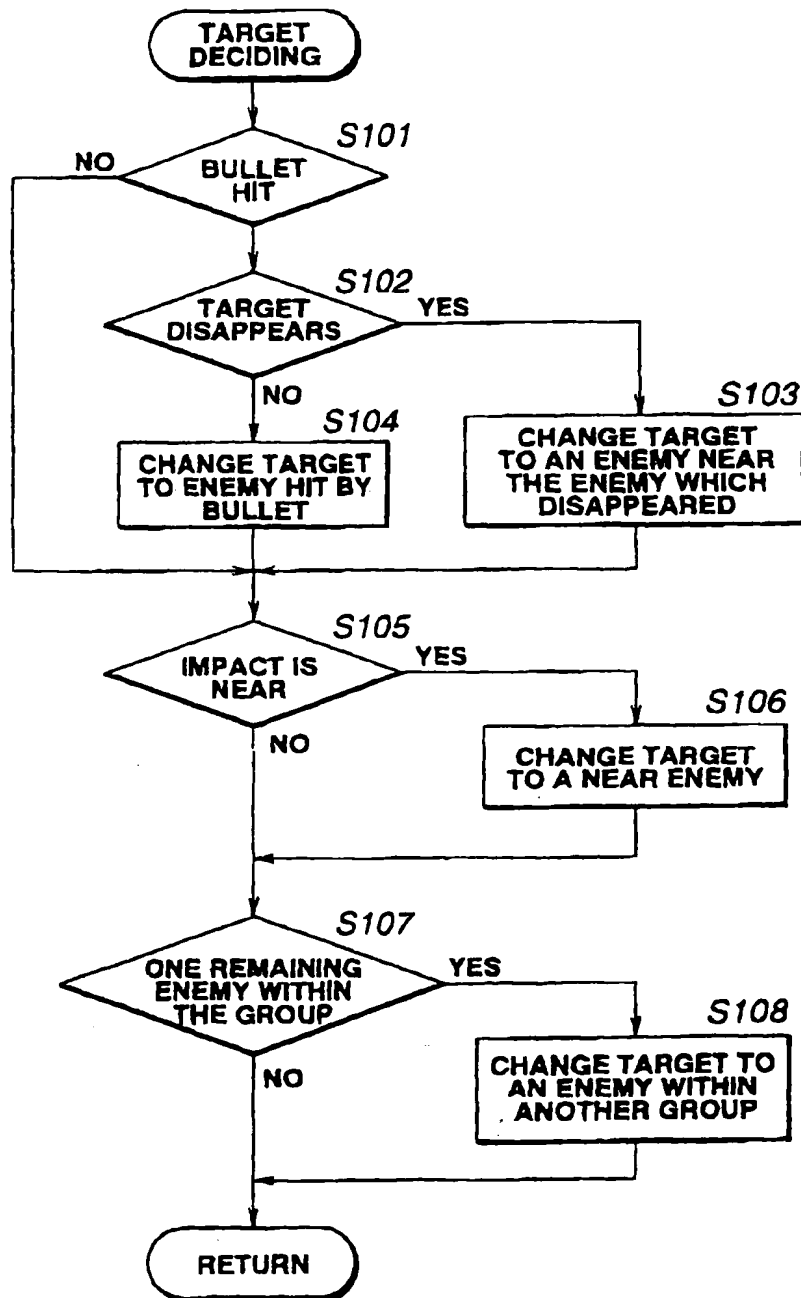 TARGET
DECIDING
S101
NO
BULLET
HIT
S102
TARGET
DISAPPEARS
YES
NO
S103
CHANGE TARGET
TO AN ENEMY NEAR
THE ENEMY WHICH
DISAPPEARED
S104
CHANGE TARGET
TO ENEMY HIT BY
BULLET
S105
IMPACT IS
NEAR
YES
NO
S106
CHANGE TARGET
TO A NEAR ENEMY
S107
ONE REMAINING
ENEMY WITHIN
THE GROUP
YES
NO
S108
CHANGE TARGET TO
AN ENEMY WITHIN
ANOTHER GROUP
RETURN